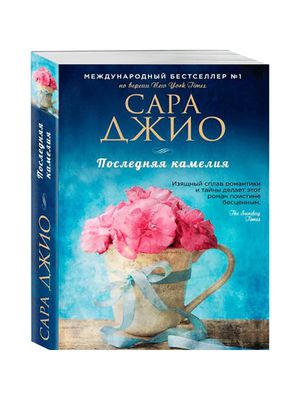 МЕЖДУНАРОДНЫЙ БЕСТСЕЛЛЕР №1
по версии New York Times
САРА
ДЖИО
Последняя камелия
Изящный сплав романтики
и тайны делает этот
роман поистине
бесценным.
The Sunday
Times
САРА ДЖИО
Последняя
камелия